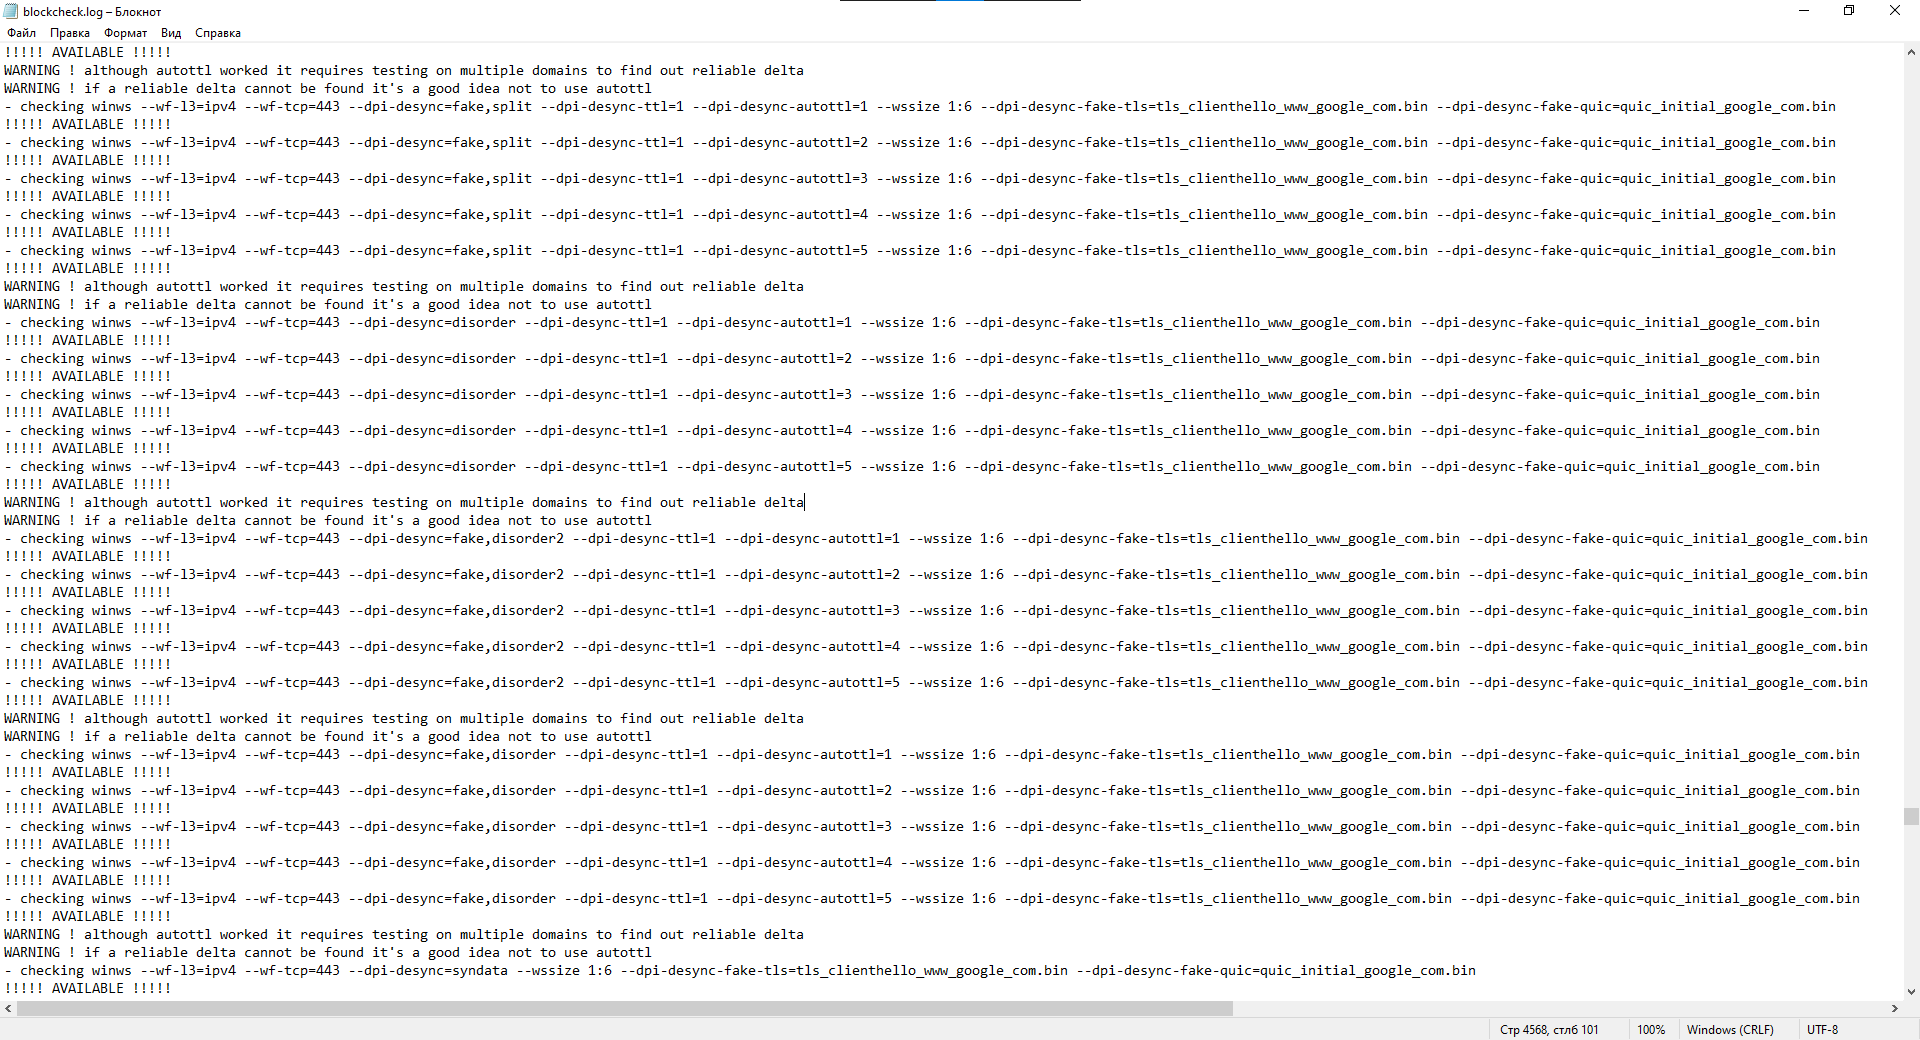 blockcheck.log – Блокнот
Файл Правка Формат Вид Справка
!!!!! AVAILABLE !!!!!
WARNING ! although autottl worked it requires testing on multiple domains to find out reliable delta
WARNING ! if a reliable delta cannot be found it's a good idea not to use autottl
- checking winws --wf-l3=ipv4 --wf-tcp=443 --dpi-desync=fake,split --dpi-desync-ttl=1 --dpi-desync-autottl=1 --wssize 1:6 --dpi-desync-fake-tls=tls_clienthello_www_google_com.bin --dpi-desync-fake-quic=quic_initial_google_com.bin
!!!!! AVAILABLE !!!!!
- checking winws --wf-l3=ipv4 --wf-tcp=443 --dpi-desync=fake,split --dpi-desync-ttl=1 --dpi-desync-autottl=2 --wssize 1:6 --dpi-desync-fake-tls=tls_clienthello_www_google_com.bin --dpi-desync-fake-quic=quic_initial_google_com.bin
!!!!! AVAILABLE !!!!!
- checking winws --wf-l3=ipv4 --wf-tcp=443 --dpi-desync=fake,split --dpi-desync-ttl=1 --dpi-desync-autottl=3 --wssize 1:6 --dpi-desync-fake-tls=tls_clienthello_www_google_com.bin --dpi-desync-fake-quic=quic_initial_google_com.bin
!!!!! AVAILABLE !!!!!
- checking winws --wf-l3=ipv4 --wf-tcp=443 --dpi-desync=fake,split --dpi-desync-ttl=1 --dpi-desync-autottl=4 --wssize 1:6 --dpi-desync-fake-tls=tls_clienthello_www_google_com.bin --dpi-desync-fake-quic=quic_initial_google_com.bin
!!!!! AVAILABLE !!!!!
- checking winws --wf-l3=ipv4 --wf-tcp=443 --dpi-desync=fake,split --dpi-desync-ttl=1 --dpi-desync-autottl=5 --wssize 1:6 --dpi-desync-fake-tls=tls_clienthello_www_google_com.bin --dpi-desync-fake-quic=quic_initial_google_com.bin
!!!!! AVAILABLE !!!!!
WARNING ! although autottl worked it requires testing on multiple domains to find out reliable delta
WARNING ! if a reliable delta cannot be found it's a good idea not to use autottl
- checking winws --wf-l3=ipv4 --wf-tcp=443 --dpi-desync=disorder --dpi-desync-ttl=1 --dpi-desync-autottl=1 --wssize 1:6 --dpi-desync-fake-tls=tls_clienthello_www_google_com.bin --dpi-desync-fake-quic=quic_initial_google_com.bin
!!!!! AVAILABLE !!!!!
- checking winws --wf-l3=ipv4 --wf-tcp=443 --dpi-desync=disorder --dpi-desync-ttl=1 --dpi-desync-autottl=2 --wssize 1:6 --dpi-desync-fake-tls=tls_clienthello_www_google_com.bin --dpi-desync-fake-quic=quic_initial_google_com.bin
!!!!! AVAILABLE !!!!!
- checking winws --wf-l3=ipv4 --wf-tcp=443 --dpi-desync=disorder --dpi-desync-ttl=1 --dpi-desync-autottl=3 --wssize 1:6 --dpi-desync-fake-tls=tls_clienthello_www_google_com.bin --dpi-desync-fake-quic=quic_initial_google_com.bin
!!!!! AVAILABLE !!!!!
- checking winws --wf-l3=ipv4 --wf-tcp=443 --dpi-desync=disorder --dpi-desync-ttl=1 --dpi-desync-autottl=4 --wssize 1:6 --dpi-desync-fake-tls=tls_clienthello_www_google_com.bin --dpi-desync-fake-quic=quic_initial_google_com.bin
!!!!! AVAILABLE !!!!!
- checking winws --wf-l3=ipv4 --wf-tcp=443 --dpi-desync=disorder --dpi-desync-ttl=1 --dpi-desync-autottl=5 --wssize 1:6 --dpi-desync-fake-tls=tls_clienthello_www_google_com.bin --dpi-desync-fake-quic=quic_initial_google_com.bin
!!!!! AVAILABLE !!!!!
WARNING ! although autottl worked it requires testing on multiple domains to find out reliable delta
WARNING ! if a reliable delta cannot be found it's a good idea not to use autottl
- checking winws --wf-l3=ipv4 --wf-tcp=443 --dpi-desync=fake,disorder2 --dpi-desync-ttl=1 --dpi-desync-autottl=1 --wssize 1:6 --dpi-desync-fake-tls=tls_clienthello_www_google_com.bin --dpi-desync-fake-quic=quic_initial_google_com.bin
!!!!! AVAILABLE !!!!!
- checking winws --wf-l3=ipv4 --wf-tcp=443 --dpi-desync=fake,disorder2 --dpi-desync-ttl=1 --dpi-desync-autottl=2 --wssize 1:6 --dpi-desync-fake-tls=tls_clienthello_www_google_com.bin --dpi-desync-fake-quic=quic_initial_google_com.bin
!!!!! AVAILABLE !!!!!
- checking winws --wf-l3=ipv4 --wf-tcp=443 --dpi-desync=fake,disorder2 --dpi-desync-ttl=1 --dpi-desync-autottl=3 --wssize 1:6 --dpi-desync-fake-tls=tls_clienthello_www_google_com.bin --dpi-desync-fake-quic=quic_initial_google_com.bin
!!!!! AVAILABLE !!!!!
- checking winws --wf-l3=ipv4 --wf-tcp=443 --dpi-desync=fake,disorder2 --dpi-desync-ttl=1 --dpi-desync-autottl=4 --wssize 1:6 --dpi-desync-fake-tls=tls_clienthello_www_google_com.bin --dpi-desync-fake-quic=quic_initial_google_com.bin
!!!!! AVAILABLE !!!!!
- checking winws --wf-l3=ipv4 --wf-tcp=443 --dpi-desync=fake,disorder2 --dpi-desync-ttl=1 --dpi-desync-autottl=5 --wssize 1:6 --dpi-desync-fake-tls=tls_clienthello_www_google_com.bin --dpi-desync-fake-quic=quic_initial_google_com.bin
!!!!! AVAILABLE !!!!!
WARNING ! although autottl worked it requires testing on multiple domains to find out reliable delta
WARNING ! if a reliable delta cannot be found it's a good idea not to use autottl
- checking winws --wf-l3=ipv4 --wf-tcp=443 --dpi-desync=fake,disorder --dpi-desync-ttl=1 --dpi-desync-autottl=1 --wssize 1:6 --dpi-desync-fake-tls=tls_clienthello_www_google_com.bin --dpi-desync-fake-quic=quic_initial_google_com.bin
!!!!! AVAILABLE !!!!!
- checking winws --wf-l3=ipv4 --wf-tcp=443 --dpi-desync=fake,disorder --dpi-desync-ttl=1 --dpi-desync-autottl=2 --wssize 1:6 --dpi-desync-fake-tls=tls_clienthello_www_google_com.bin --dpi-desync-fake-quic=quic_initial_google_com.bin
!!!!! AVAILABLE !!!!!
- checking winws --wf-l3=ipv4 --wf-tcp=443 --dpi-desync=fake,disorder --dpi-desync-ttl=1 --dpi-desync-autottl=3 --wssize 1:6 --dpi-desync-fake-tls=tls_clienthello_www_google_com.bin --dpi-desync-fake-quic=quic_initial_google_com.bin
!!!!! AVAILABLE !!!!!
- checking winws --wf-l3=ipv4 --wf-tcp=443 --dpi-desync=fake,disorder --dpi-desync-ttl=1 --dpi-desync-autottl=4 --wssize 1:6 --dpi-desync-fake-tls=tls_clienthello_www_google_com.bin --dpi-desync-fake-quic=quic_initial_google_com.bin
!!!!! AVAILABLE !!!!!
- checking winws --wf-l3=ipv4 --wf-tcp=443 --dpi-desync=fake,disorder --dpi-desync-ttl=1 --dpi-desync-autottl=5 --wssize 1:6 --dpi-desync-fake-tls=tls_clienthello_www_google_com.bin --dpi-desync-fake-quic=quic_initial_google_com.bin
!!!!! AVAILABLE !!!!!
WARNING ! although autottl worked it requires testing on multiple domains to find out reliable delta
WARNING ! if a reliable delta cannot be found it's a good idea not to use autottl
- checking winws --wf-l3=ipv4 --wf-tcp=443 --dpi-desync=syndata --wssize 1:6 --dpi-desync-fake-tls=tls_clienthello_www_google_com.bin --dpi-desync-fake-quic=quic_initial_google_com.bin
!!!!! AVAILABLE !!!!!
Стр 4568, стлб 101 100% Windows (CRLF) UTF-8